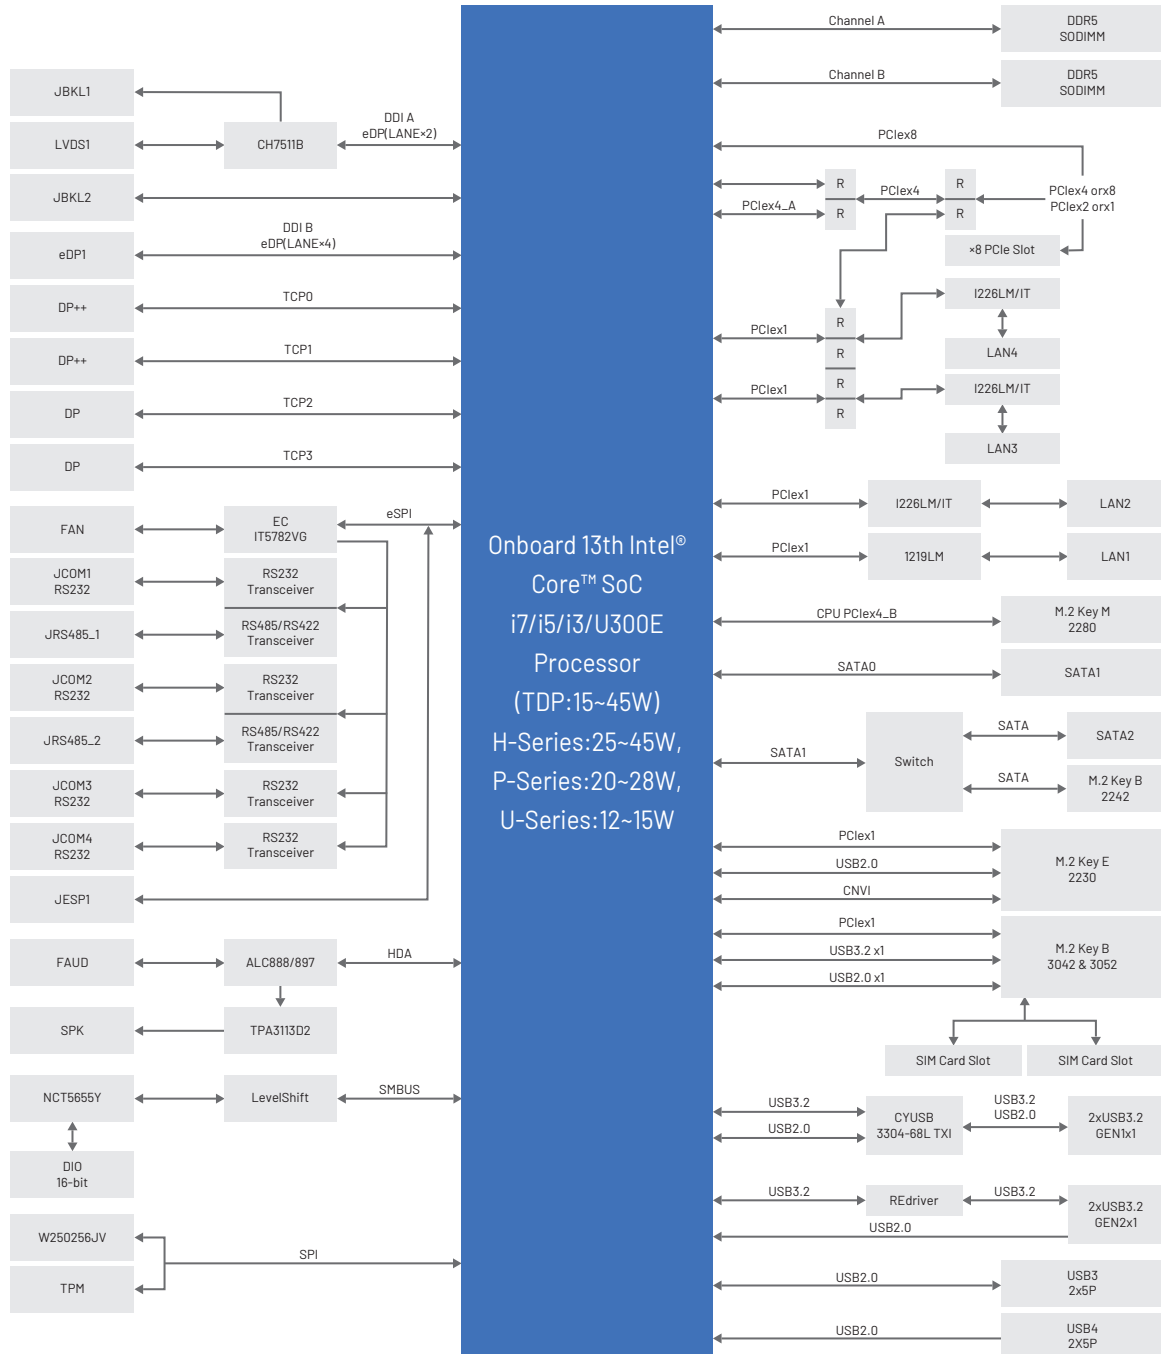 JBKL1
LVDS1
CH7511B
DDI A
eDP(LANE×2)
JBKL2
eDP1
DDI B
eDP(LANE×4)
DP++
TCP0
DP++
TCP1
DP
TCP2
DP
TCP3
FAN
EC
IT5782VG
eSPI
JCOM1
RS232
RS232
Transceiver
JRS485_1
RS485/RS422
Transceiver
JCOM2
RS232
RS232
Transceiver
JRS485_2
RS485/RS422
Transceiver
JCOM3
RS232
RS232
Transceiver
JCOM4
RS232
RS232
Transceiver
JESP1
FAUD
ALC888/897
HDA
SPK
TPA3113D2
NCT5655Y
LevelShift
SMBUS
DIO
16-bit
W250256JV
SPI
TPM
Onboard 13th Intel®
Core™ SoC
i7/i5/i3/U300E
Processor
(TDP:15~45W)
H-Series:25~45W,
P-Series:20~28W,
U-Series:12~15W
Channel A
DDR5
SODIMM
Channel B
DDR5
SODIMM
PCIex8
R
R
PCIex4
R
R
PCIex4_A
PCIex4 orx8
PCIex2 orx1
×8 PCIe Slot
I226LM/IT
LAN4
PCIex1
R
R
R
R
PCIex1
I226LM/IT
LAN3
PCIex1
I226LM/IT
LAN2
PCIex1
1219LM
LAN1
CPU PCIex4_B
M.2 Key M
2280
SATA0
SATA1
SATA1
Switch
SATA
SATA2
SATA
M.2 Key B
2242
PCIex1
USB2.0
CNVI
M.2 Key E
2230
PCIex1
USB3.2 x1
USB2.0 x1
M.2 Key B
3042 & 3052
SIM Card Slot
SIM Card Slot
USB3.2
USB2.0
CYUSB
3304-68L TXI
USB3.2
USB2.0
2xUSB3.2
GEN1x1
USB3.2
REdriver
USB3.2
USB2.0
2xUSB3.2
GEN2x1
USB2.0
USB3
2x5P
USB2.0
USB4
2X5P